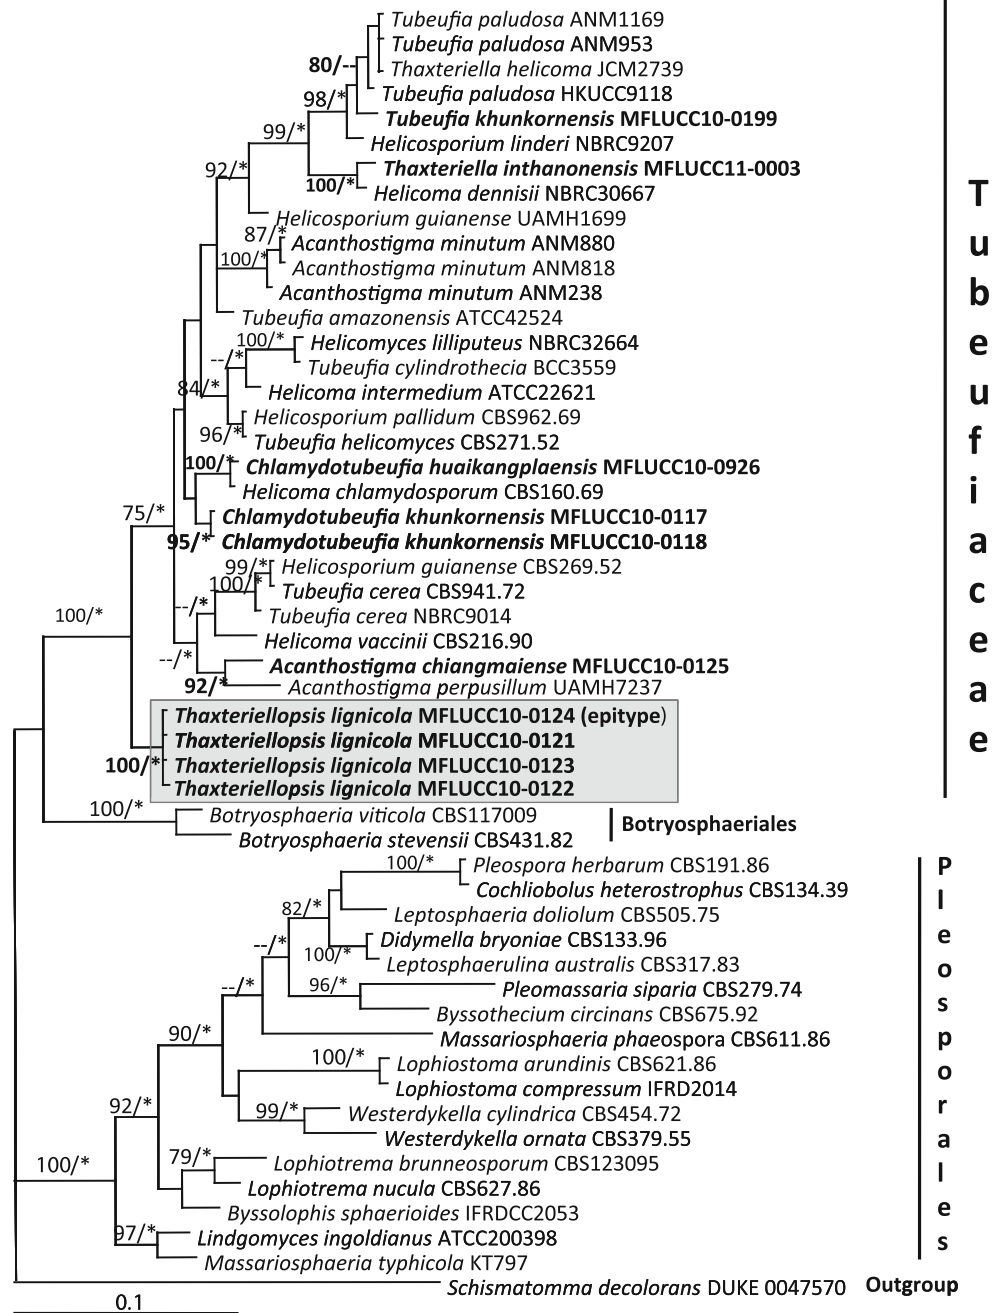 Tubeufia paludosa ANM1169
Tubeufia paludosa ANM953
Thaxteriella helicoma JCM2739
80/--
Tubeufia paludosa HKUCC9118
98/*
Tubeufia khunkornensis MFLUCC10-0199
99/*
Helicosporium linderi NBRC9207
92/*
Thaxteriella inthanonensis MFLUCC11-0003
100/*
Helicoma dennisii NBRC30667
Helicosporium guianense UAMH1699
87/*
Acanthostigma minutum ANM880
100/*
Acanthostigma minutum ANM818
Acanthostigma minutum ANM238
Tubeufia amazonensis ATCC42524
100/*
Helicomyces lilliputeus NBRC32664
--/*
Tubeufia cylindrothecia BCC3559
84/*
Helicoma intermedium ATCC22621
Helicosporium pallidum CBS962.69
96/*
Tubeufia helicomyces CBS271.52
100/*
Chlamydotubeufia huaikangplaensis MFLUCC10-0926
Helicoma chlamydosporum CBS160.69
75/*
Chlamydotubeufia khunkornensis MFLUCC10-0117
95/*
Chlamydotubeufia khunkornensis MFLUCC10-0118
99/*
Helicosporium guianense CBS269.52
100/*
Tubeufia cerea CBS941.72
--/*
Tubeufia cerea NBRC9014
100/*
Helicoma vaccinii CBS216.90
--/*
Acanthostigma chiangmaiense MFLUCC10-0125
92/*
Acanthostigma perpusillum UAMH7237
Thaxteriellopsis lignicola MFLUCC10-0124 (epitype)
Thaxteriellopsis lignicola MFLUCC10-0121
100/*
Thaxteriellopsis lignicola MFLUCC10-0123
Thaxteriellopsis lignicola MFLUCC10-0122
Tubeufiaceae
100/*
Botryosphaeria viticola CBS117009
Botryosphaeria stevensii CBS431.82
Botryosphaeriales
100/*
Pleospora herbarum CBS191.86
Cochliobolus heterostrophus CBS134.39
82/*
Leptosphaeria doliolum CBS505.75
--/*
Didymella bryoniae CBS133.96
100/*
Leptosphaerulina australis CBS317.83
--/*
96/*
Pleomassaria siparia CBS279.74
Byssothecium circinans CBS675.92
90/*
Massariosphaeria phaeospora CBS611.86
100/*
Lophiostoma arundinis CBS621.86
Lophiostoma compressum IFRD2014
92/*
99/*
Westerdykella cylindrica CBS454.72
Westerdykella ornata CBS379.55
100/*
79/*
Lophiotrema brunneosporum CBS123095
Lophiotrema nucula CBS627.86
Byssolophis sphaerioides IFRDCC2053
97/*
Lindgomyces ingoldianus ATCC200398
Massariosphaeria typhicola KT797
Pleosporales
Schismatomma decolorans DUKE 0047570
Outgroup
0.1